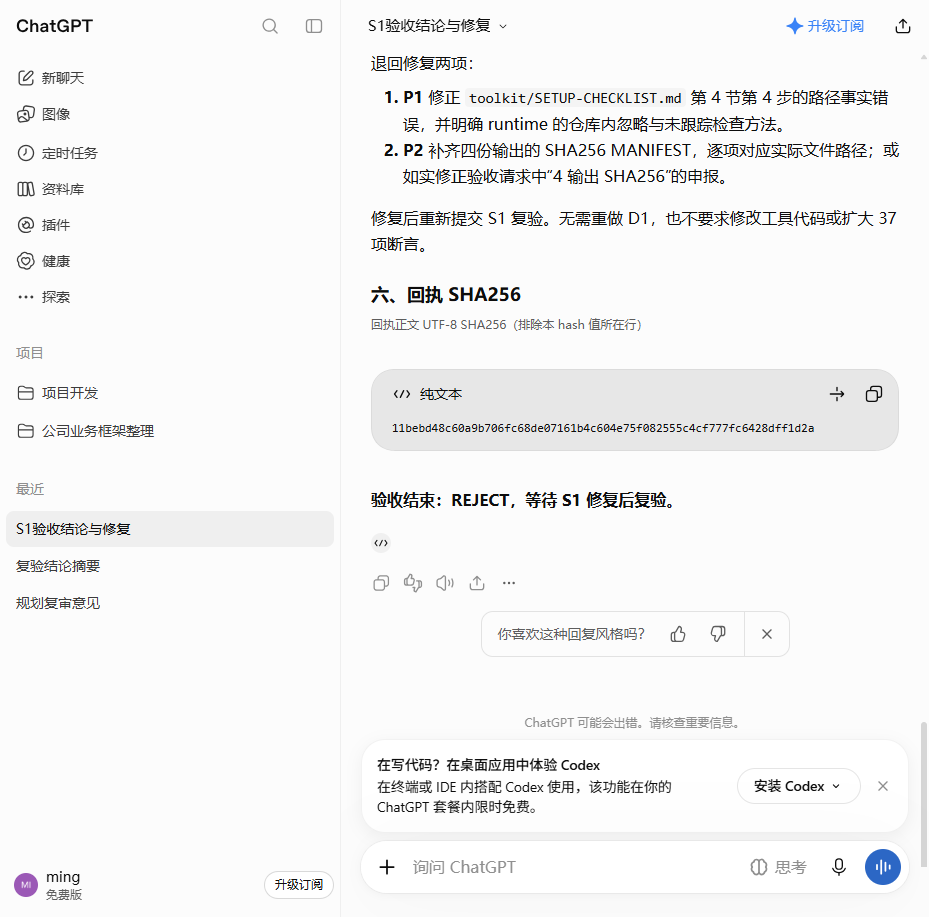 ChatGPT
新聊天
图像
定时任务
资料库
插件
健康
探索
项目
项目开发
公司业务框架整理
最近
S1验收结论与修复
复验结论摘要
规划复审意见
MI
ming
免费版
升级订阅
S1验收结论与修复
升级订阅
退回修复两项：
1. P1 修正 toolkit/SETUP-CHECKLIST.md 第 4 节第 4 步的路径事实错
误，并明确 runtime 的仓库内忽略与未跟踪检查方法。
2. P2 补齐四份输出的 SHA256 MANIFEST，逐项对应实际文件路径；或
如实修正验收请求中“4 输出 SHA256”的申报。
修复后重新提交 S1 复验。无需重做 D1，也不要求修改工具代码或扩大 37
项断言。
六、回执 SHA256
回执正文 UTF-8 SHA256（排除本 hash 值所在行）
纯文本
11bebd48c60a9b706fc68de07161b4c604e75f082555c4cf777fc6428dff1d2a
验收结束：REJECT，等待 S1 修复后复验。
你喜欢这种回复风格吗？
ChatGPT 可能会出错。请核查重要信息。
在写代码？在桌面应用中体验 Codex
在终端或 IDE 内搭配 Codex 使用，该功能在你的
ChatGPT 套餐内限时免费。
安装 Codex
询问 ChatGPT
思考